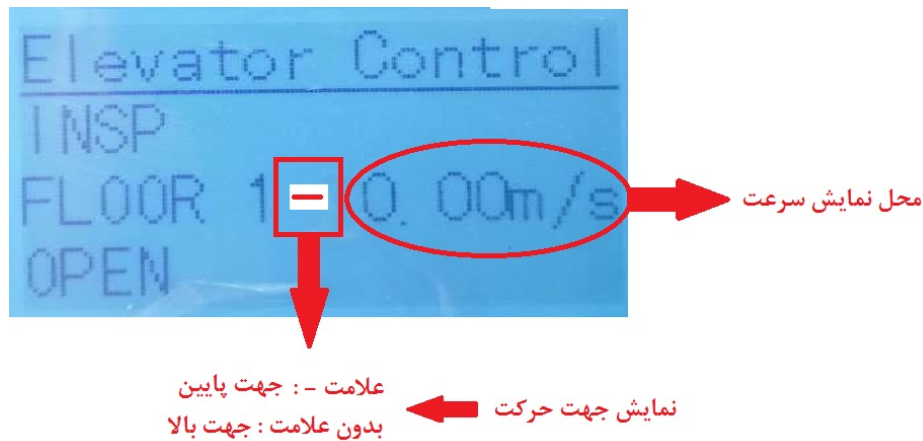 Elevator Control
INSP
FLOOR 1 - 0.00m/s
OPEN
محل نمایش سرعت
نمایش جهت حرکت
علامت - : جهت پایین
بدون علامت : جهت بالا